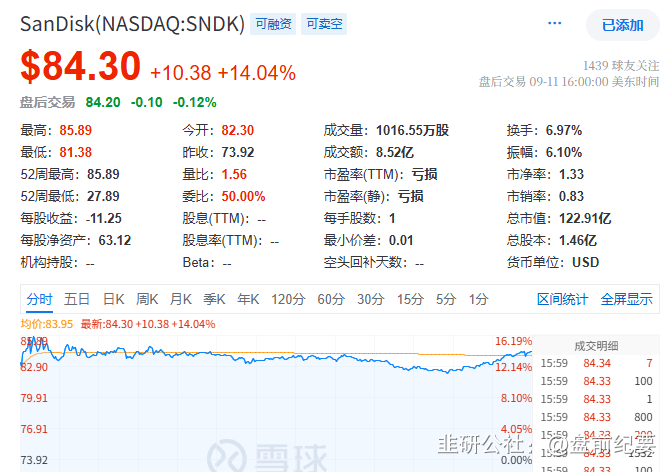 SanDisk(NASDAQ:SNDK) 可融资 可卖空 ··· 已添加
$84.30 +10.38 +14.04%
1439 球友关注
盘后交易 09-11 16:00:00 美东时间
盘后交易 84.20 -0.10 -0.12%
最高：85.89 今开：82.30 成交量：1016.55万股 换手：6.97%
最低：81.38 昨收：73.92 成交额：8.52亿 振幅：6.10%
52周最高：85.89 量比：1.56 市盈率(TTM)：亏损 市净率：1.33
52周最低：27.89 委比：50.00% 市盈率(静)：亏损 市销率：0.83
每股收益：-11.25 股息(TTM)：-- 每手股数：1 总市值：122.91亿
每股净资产：63.12 股息率(TTM)：-- 最小价差：0.01 总股本：1.46亿
机构持股：-- Beta：-- 空头回补天数：-- 货币单位：USD
分时 五日 日K 周K 月K 季K 年K 120分 60分 30分 15分 5分 1分 区间统计 全屏显示
均价:83.95 最新:84.30 +10.38 +14.04%
85.89 16.19% 成交明细
82.90 12.14%
79.91 8.10%
76.91 4.05%
73.92 0.00%
15:59 84.34 7
15:59 84.33 100
15:59 84.33 1
15:59 84.33 800
15:59 84.33 200
15:59 84.33 1532
雪球
韭研公社：@盘前纪要